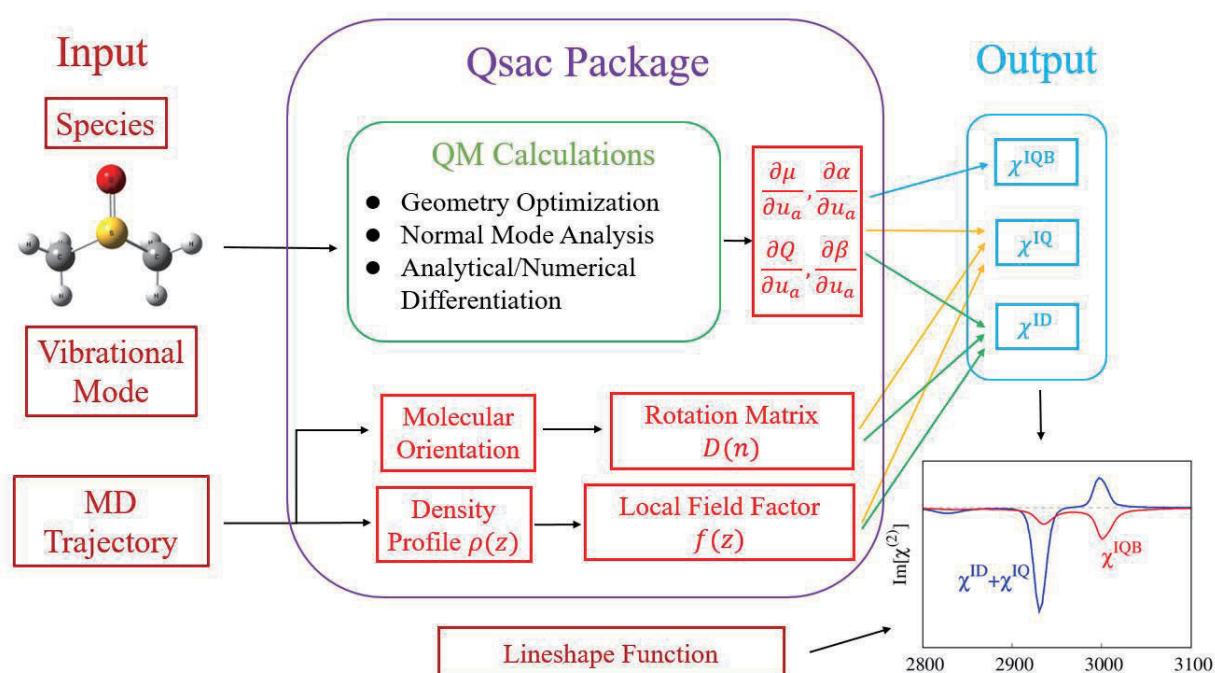 Input
Species
O
S
H
H
H
H
C
C
H
H
Vibrational
Mode
MD
Trajectory
Qsac Package
QM Calculations
● Geometry Optimization
● Normal Mode Analysis
● Analytical/Numerical
Differentiation
∂μ/∂u_a, ∂α/∂u_a
∂Q/∂u_a, ∂β/∂u_a
Molecular
Orientation
Rotation Matrix
D(n)
Density
Profile ρ(z)
Local Field Factor
f(z)
Lineshape Function
Output
χ^IQB
χ^IQ
χ^ID
Im[χ^(2)]
χ^ID+χ^IQ
χ^IQB
2800 2900 3000 3100